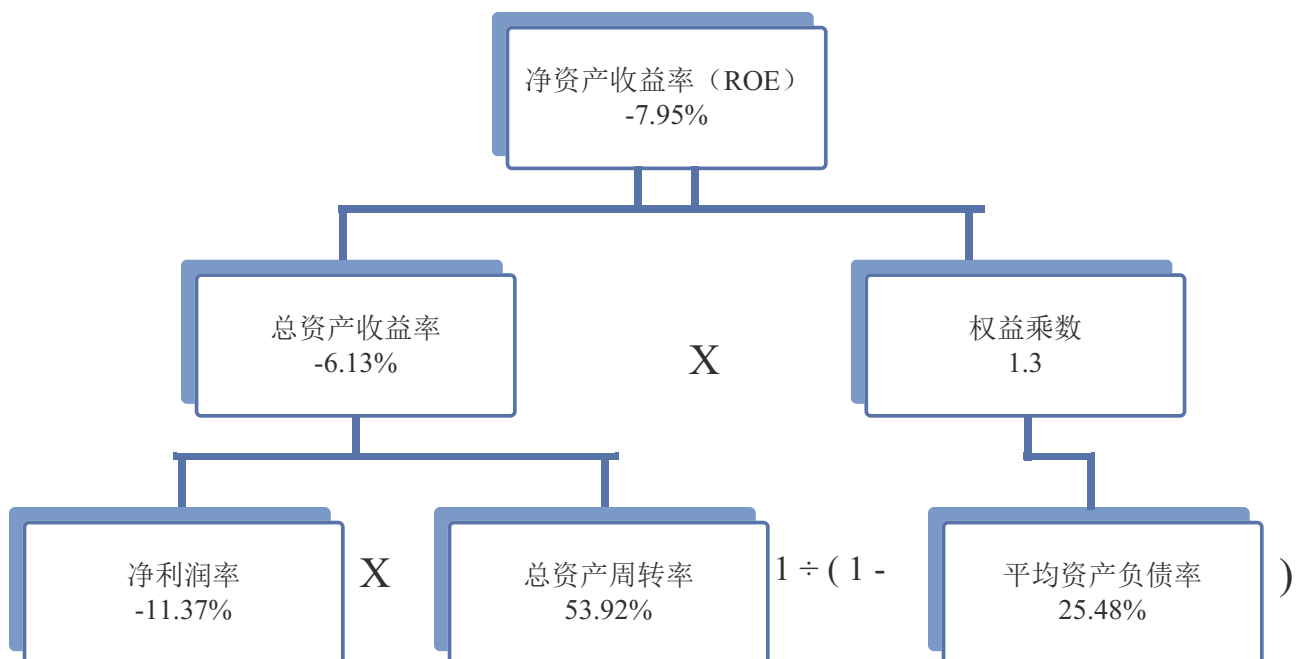 净资产收益率（ROE）
-7.95%
总资产收益率
-6.13%
X
权益乘数
1.3
净利润率
-11.37%
X
总资产周转率
53.92%
1 ÷ ( 1 -
平均资产负债率
25.48%
)